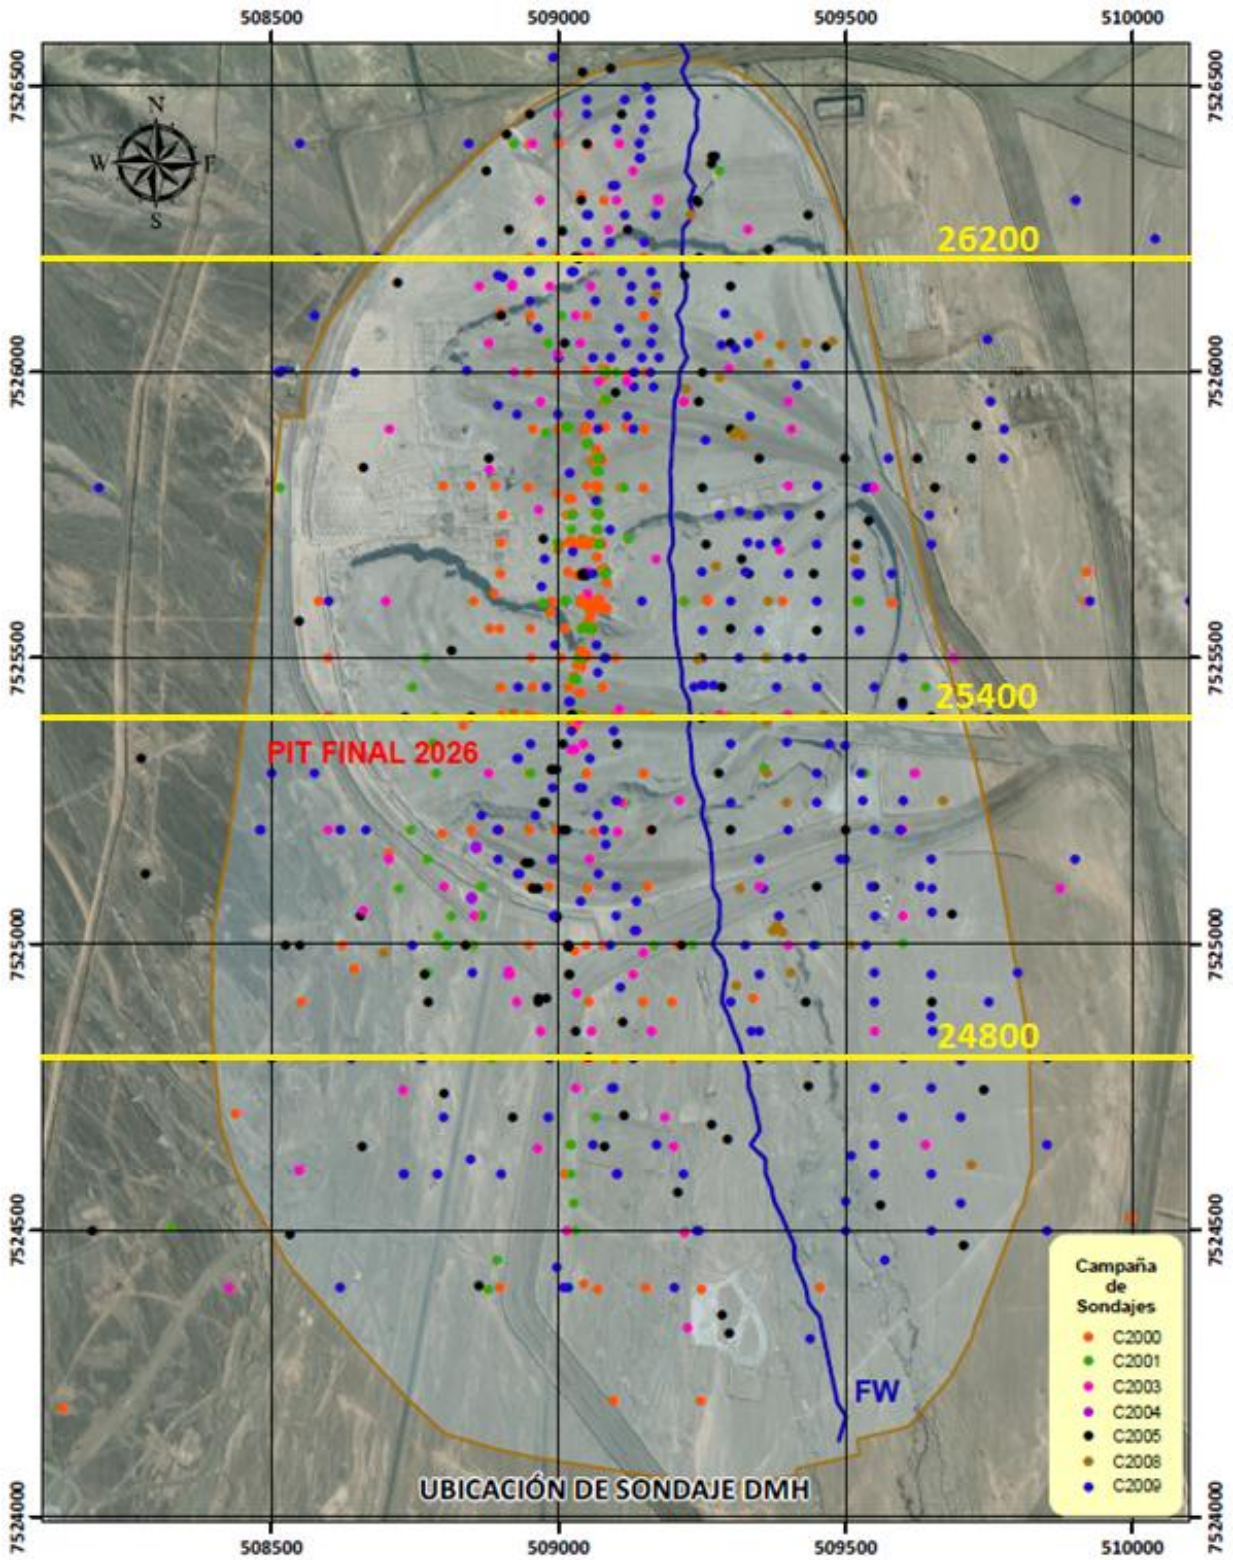 508500 509000 509500 510000
7526500 7526500
N
W E
S
26200
7526000 7526000
7525500 7525500
25400
PIT FINAL 2026
7525000 7525000
24800
7524500 7524500
Campaña
de
Sondajes
C2000
C2001
C2003
C2004
C2005
C2008
C2009
FW
UBICACIÓN DE SONDAJE DMH
7524000 7524000
508500 509000 509500 510000